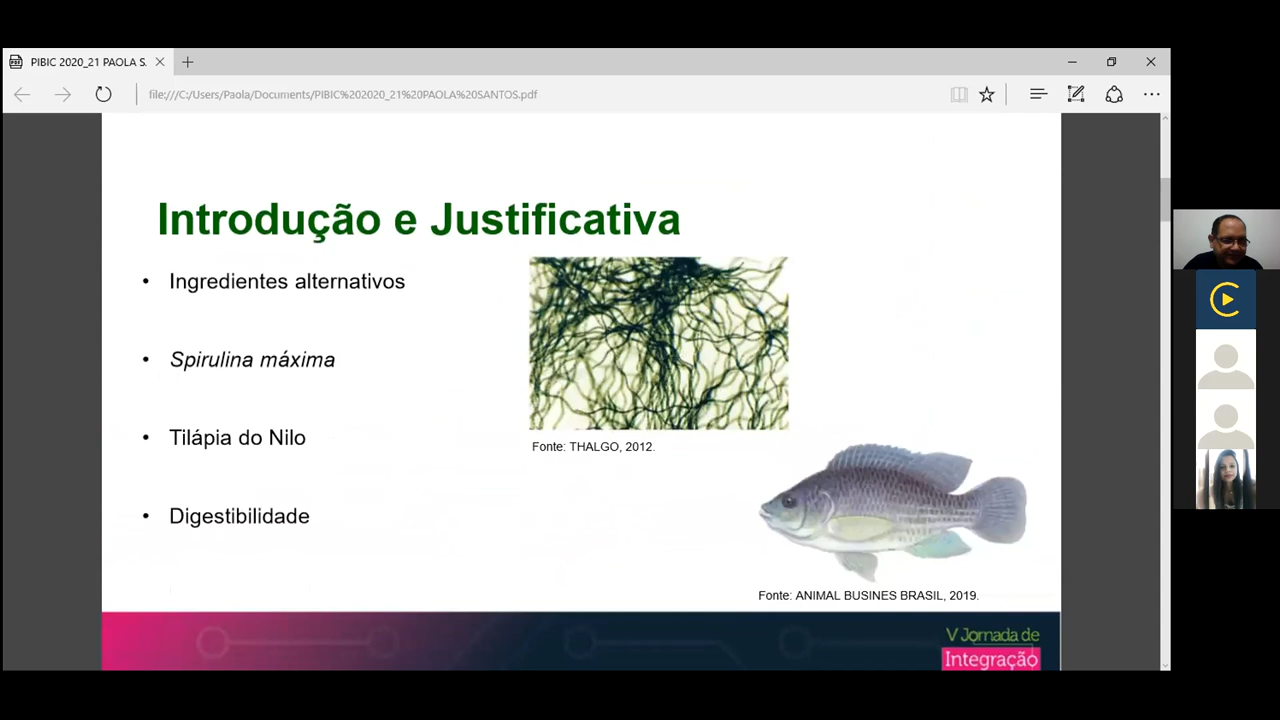 PIBIC 2020_21 PAOLA S.
file:///C:/Users/Paola/Documents/PIBIC%202020_21%20PAOLA%20SANTOS.pdf
Introdução e Justificativa
• Ingredientes alternativos
• Spirulina máxima
• Tilápia do Nilo
• Digestibilidade
Fonte: THALGO, 2012.
Fonte: ANIMAL BUSINES BRASIL, 2019.
V Jornada de
Integração